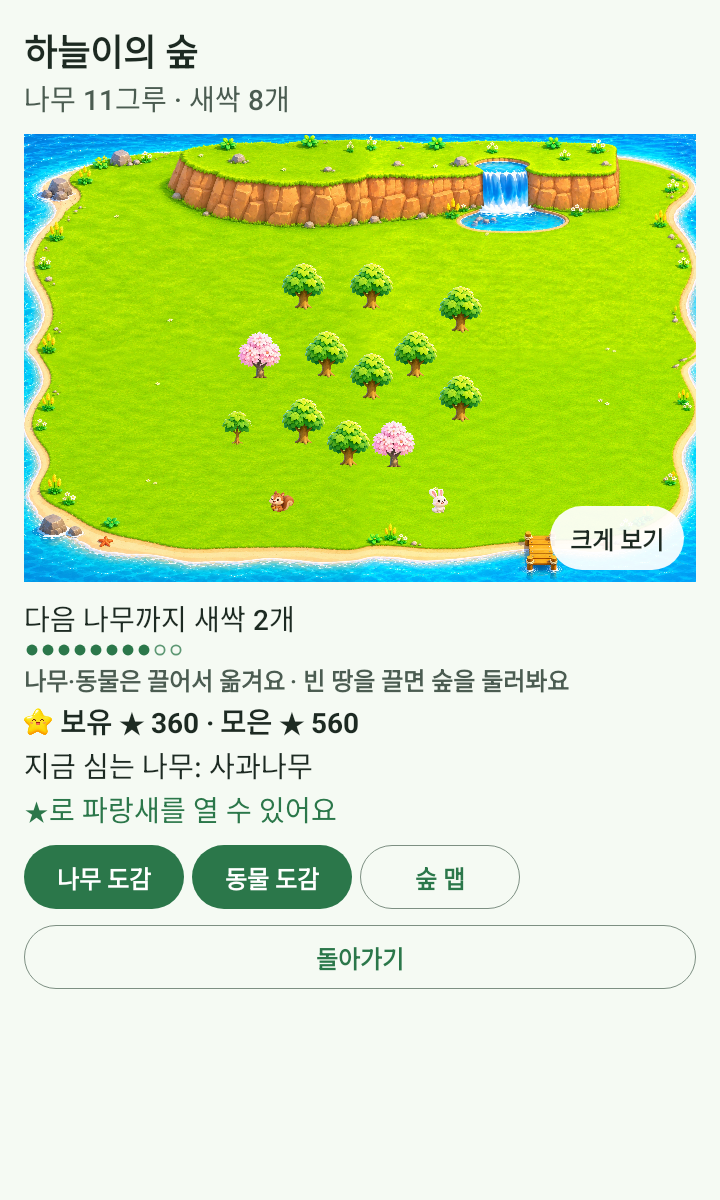 하늘이의 숲
나무 11그루 · 새싹 8개
크게 보기
다음 나무까지 새싹 2개
나무·동물은 끌어서 옮겨요 · 빈 땅을 끌면 숲을 둘러봐요
보유 ★ 360 · 모은 ★ 560
지금 심는 나무: 사과나무
★로 파랑새를 열 수 있어요
나무 도감 동물 도감 숲 맵
돌아가기